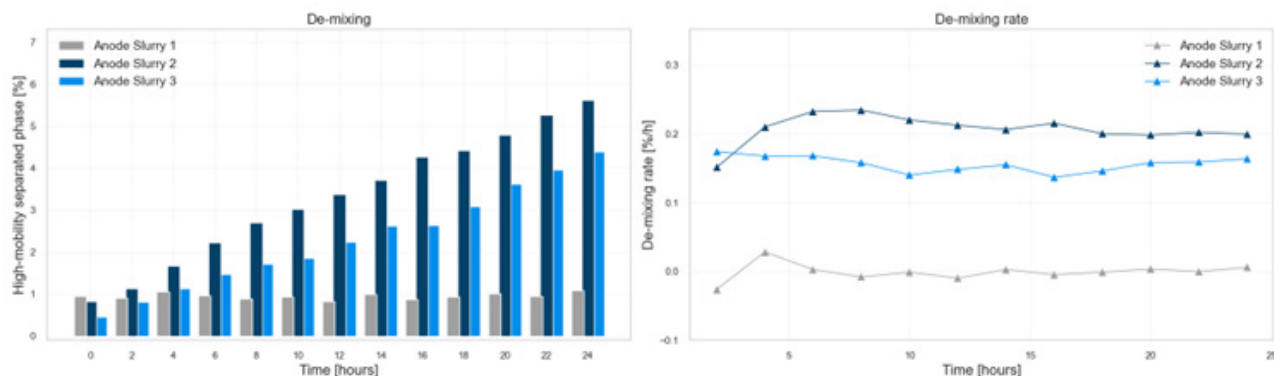 De-mixing
High-mobility separated phase [%]
7
6
5
4
3
2
1
0
Anode Slurry 1
Anode Slurry 2
Anode Slurry 3
0 2 4 6 8 10 12 14 16 18 20 22 24
Time [hours]
De-mixing rate
De-mixing rate [%/h]
0.3
0.2
0.1
0.0
−0.1
Anode Slurry 1
Anode Slurry 2
Anode Slurry 3
5 10 15 20 25
Time [hours]